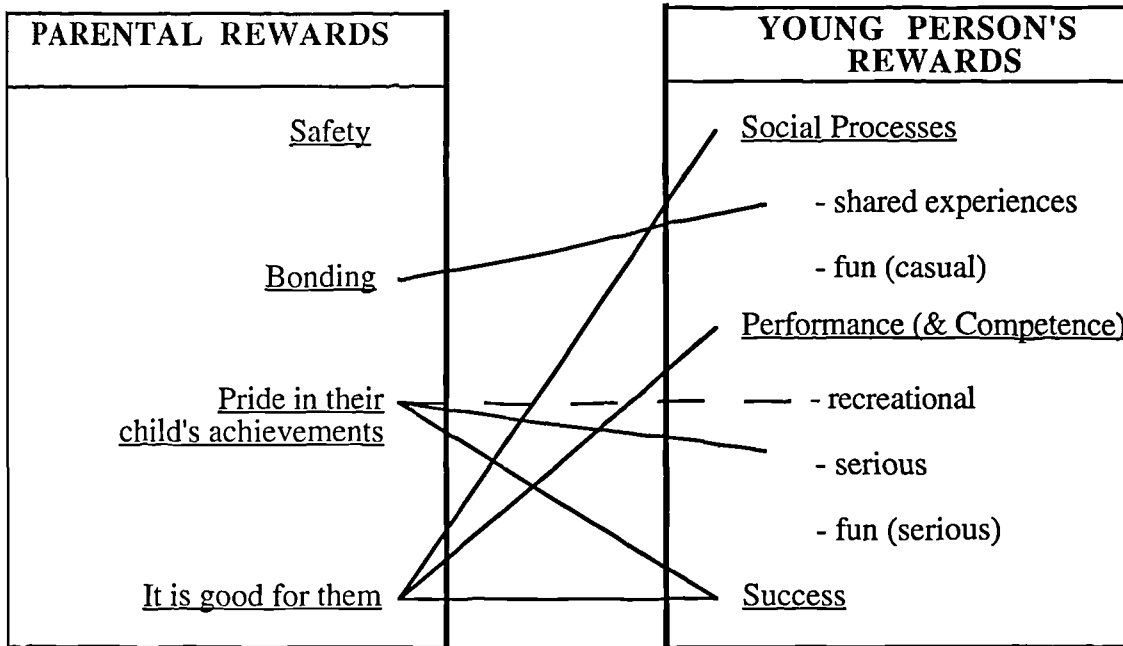 PARENTAL REWARDS
Safety
Bonding
Pride in their
child's achievements
It is good for them
YOUNG PERSON'S
REWARDS
Social Processes
- shared experiences
- fun (casual)
Performance (& Competence)
- recreational
- serious
- fun (serious)
Success